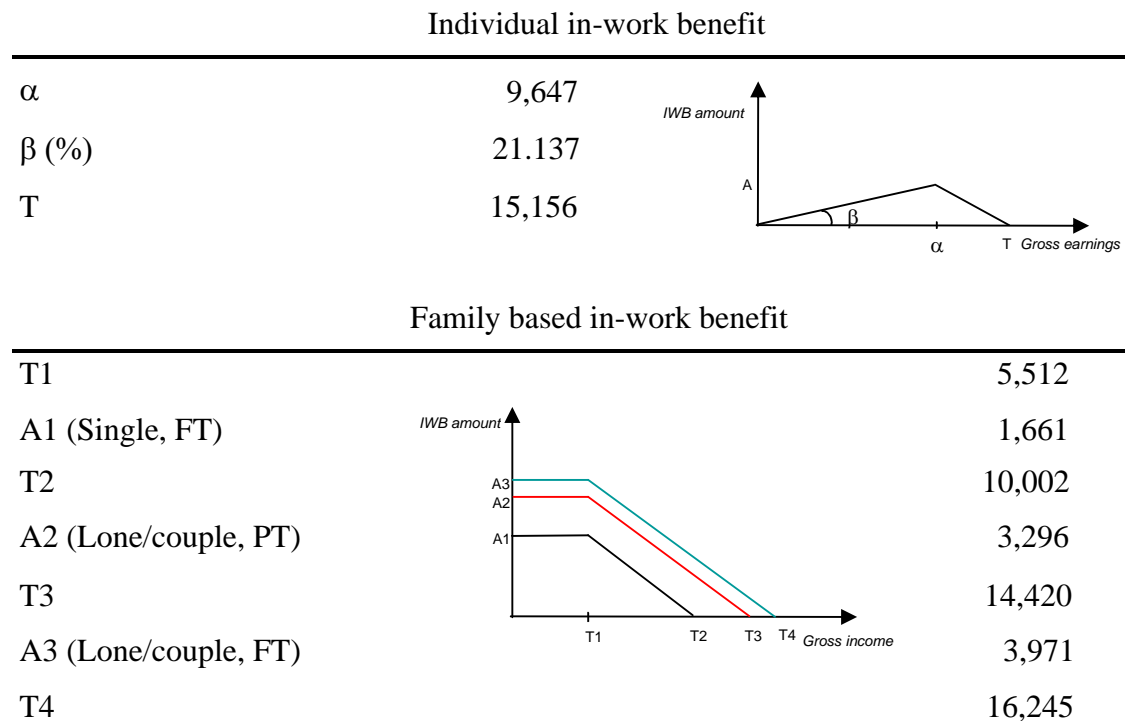 Individual in-work benefit
α 9,647
β (%) 21.137
T 15,156
IWB amount
A
β
α T Gross earnings
Family based in-work benefit
T1 5,512
A1 (Single, FT) 1,661
T2 10,002
A2 (Lone/couple, PT) 3,296
T3 14,420
A3 (Lone/couple, FT) 3,971
T4 16,245
IWB amount
A3
A2
A1
T1 T2 T3 T4 Gross income